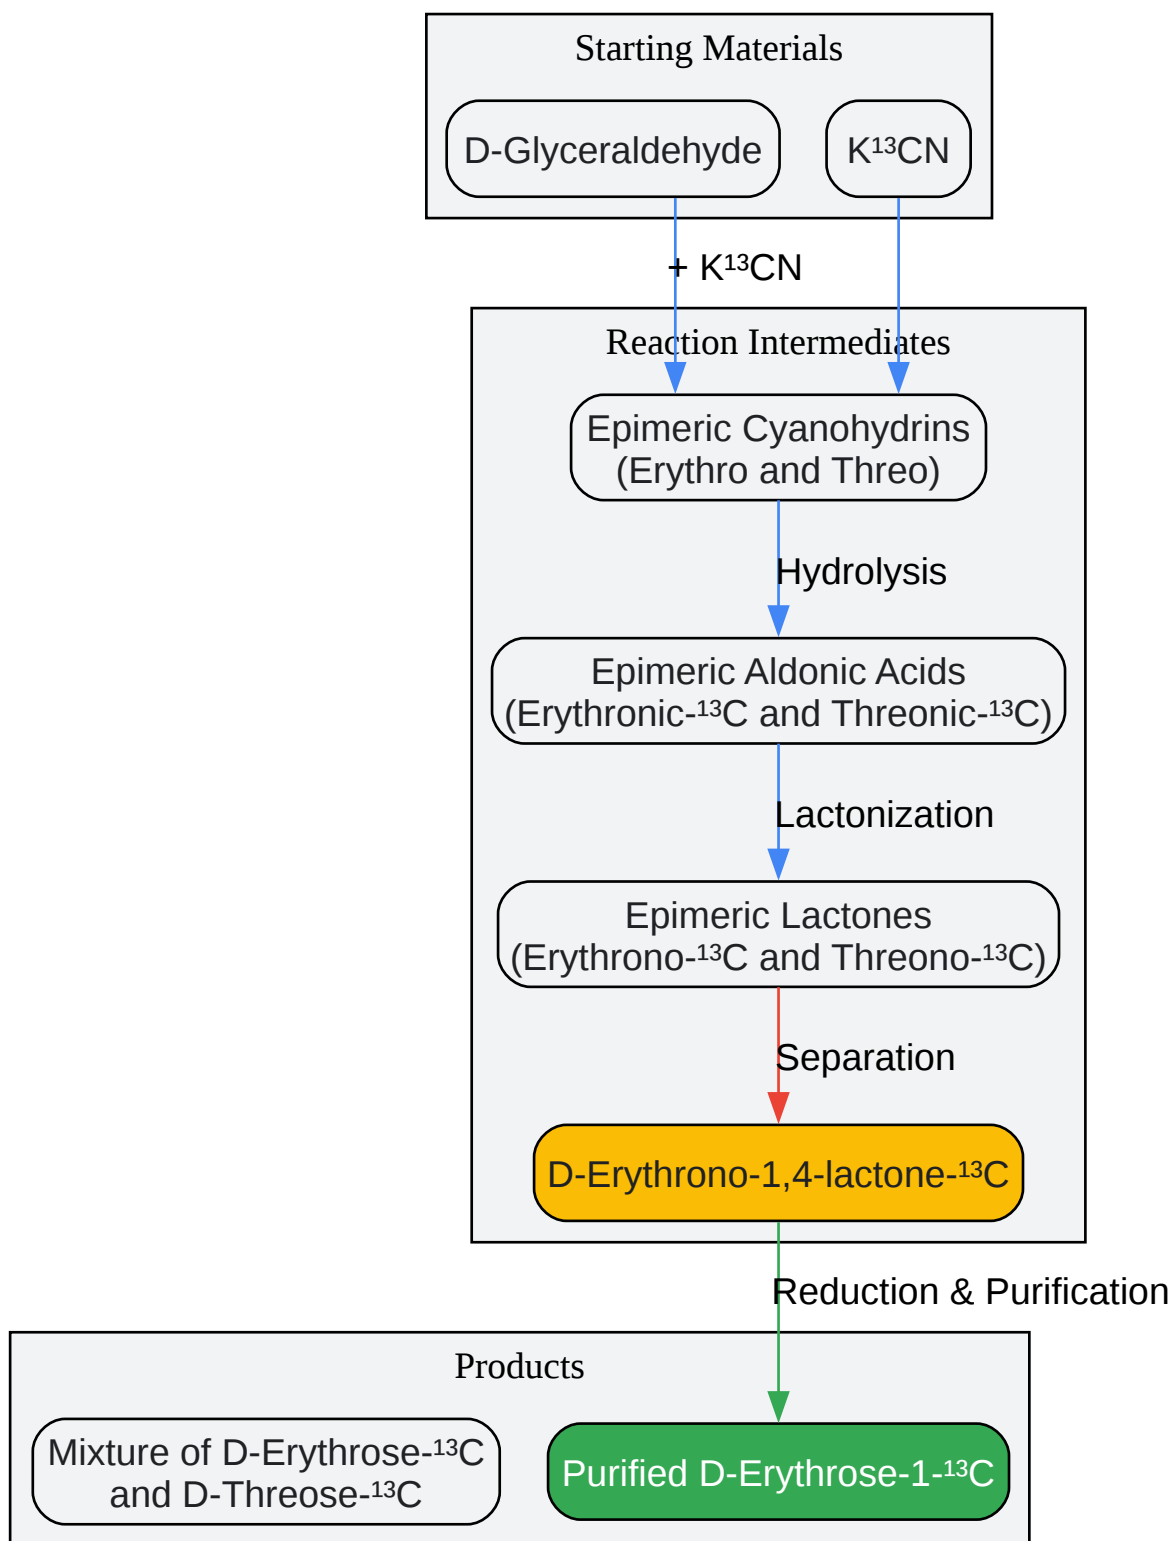 Starting Materials
D-Glyceraldehyde
K¹³CN
+ K¹³CN
Reaction Intermediates
Epimeric Cyanohydrins
(Erythro and Threo)
Hydrolysis
Epimeric Aldonic Acids
(Erythronic-¹³C and Threonic-¹³C)
Lactonization
Epimeric Lactones
(Erythrono-¹³C and Threono-¹³C)
Separation
D-Erythrono-1,4-lactone-¹³C
Reduction & Purification
Products
Mixture of D-Erythrose-¹³C
and D-Threose-¹³C
Purified D-Erythrose-1-¹³C